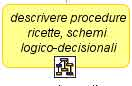 descrivere procedure
ricette, schemi
logico-decisionali